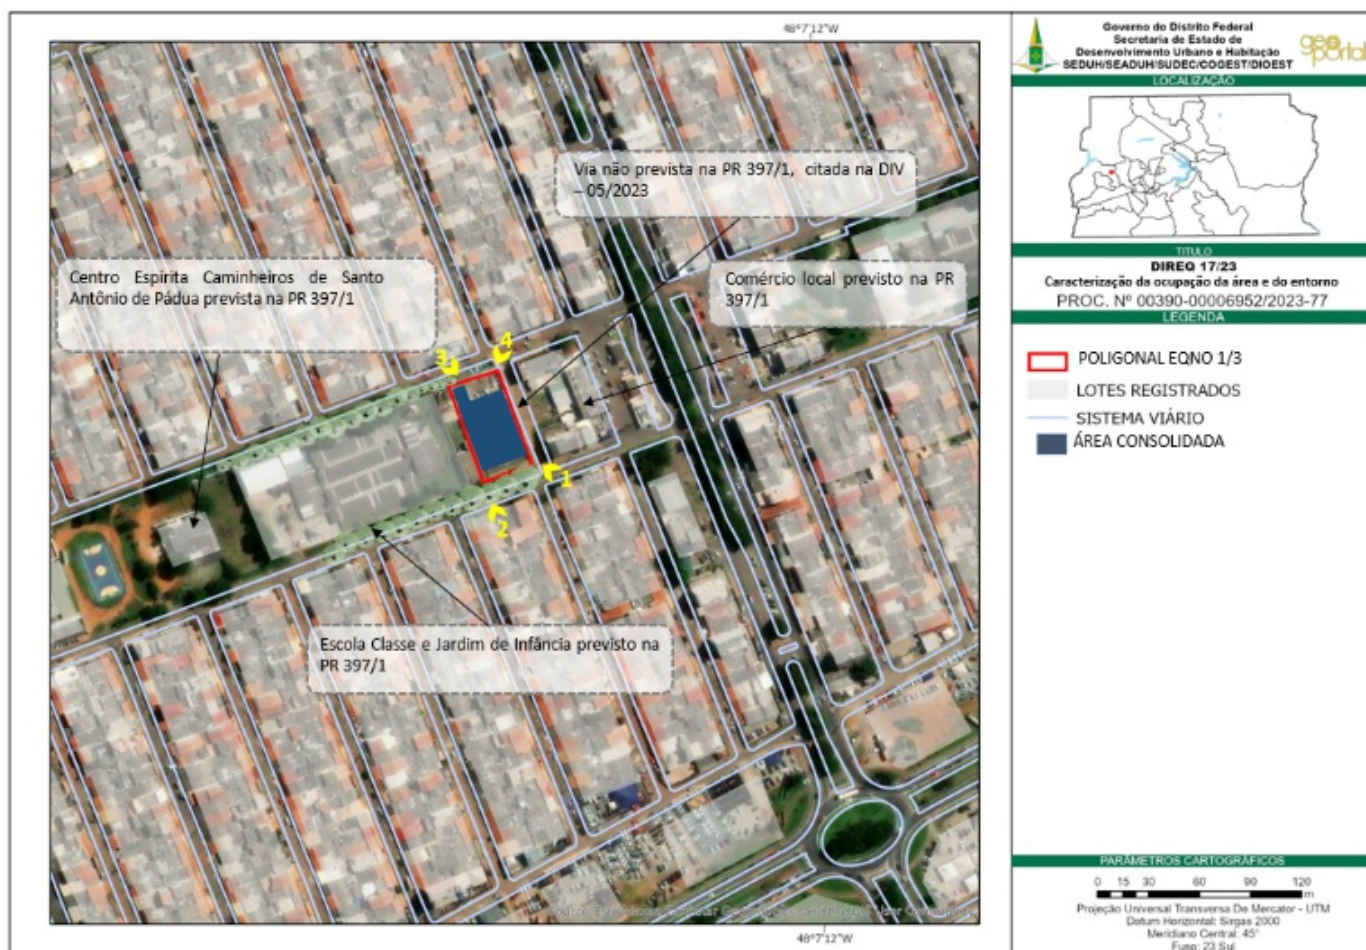 48°7'12"W
Via não prevista na PR 397/1, citada na DIV
– 05/2023
Centro Espirita Caminheiros de Santo
Antônio de Pádua prevista na PR 397/1
Comércio local previsto na PR
397/1
3
4
1
2
Escola Classe e Jardim de Infância previsto na
PR 397/1
48°7'12"W
Governo do Distrito Federal
Secretaria de Estado de
Desenvolvimento Urbano e Habitação
SEDUH/SEADUH/SUDEC/COGEST/DIOEST
geoportal
LOCALIZAÇÃO
TITULO
DIREQ 17/23
Caracterização da ocupação da área e do entorno
PROC. Nº 00390-00006952/2023-77
LEGENDA
POLIGONAL EQNO 1/3
LOTES REGISTRADOS
SISTEMA VIÁRIO
ÁREA CONSOLIDADA
PARÂMETROS CARTOGRÁFICOS
0 15 30 60 90 120
m
Projeção Universal Transversa De Mercator - UTM
Datum Horizontal: Sirgas 2000
Meridiano Central: 45°
Fuso: 23 Sul